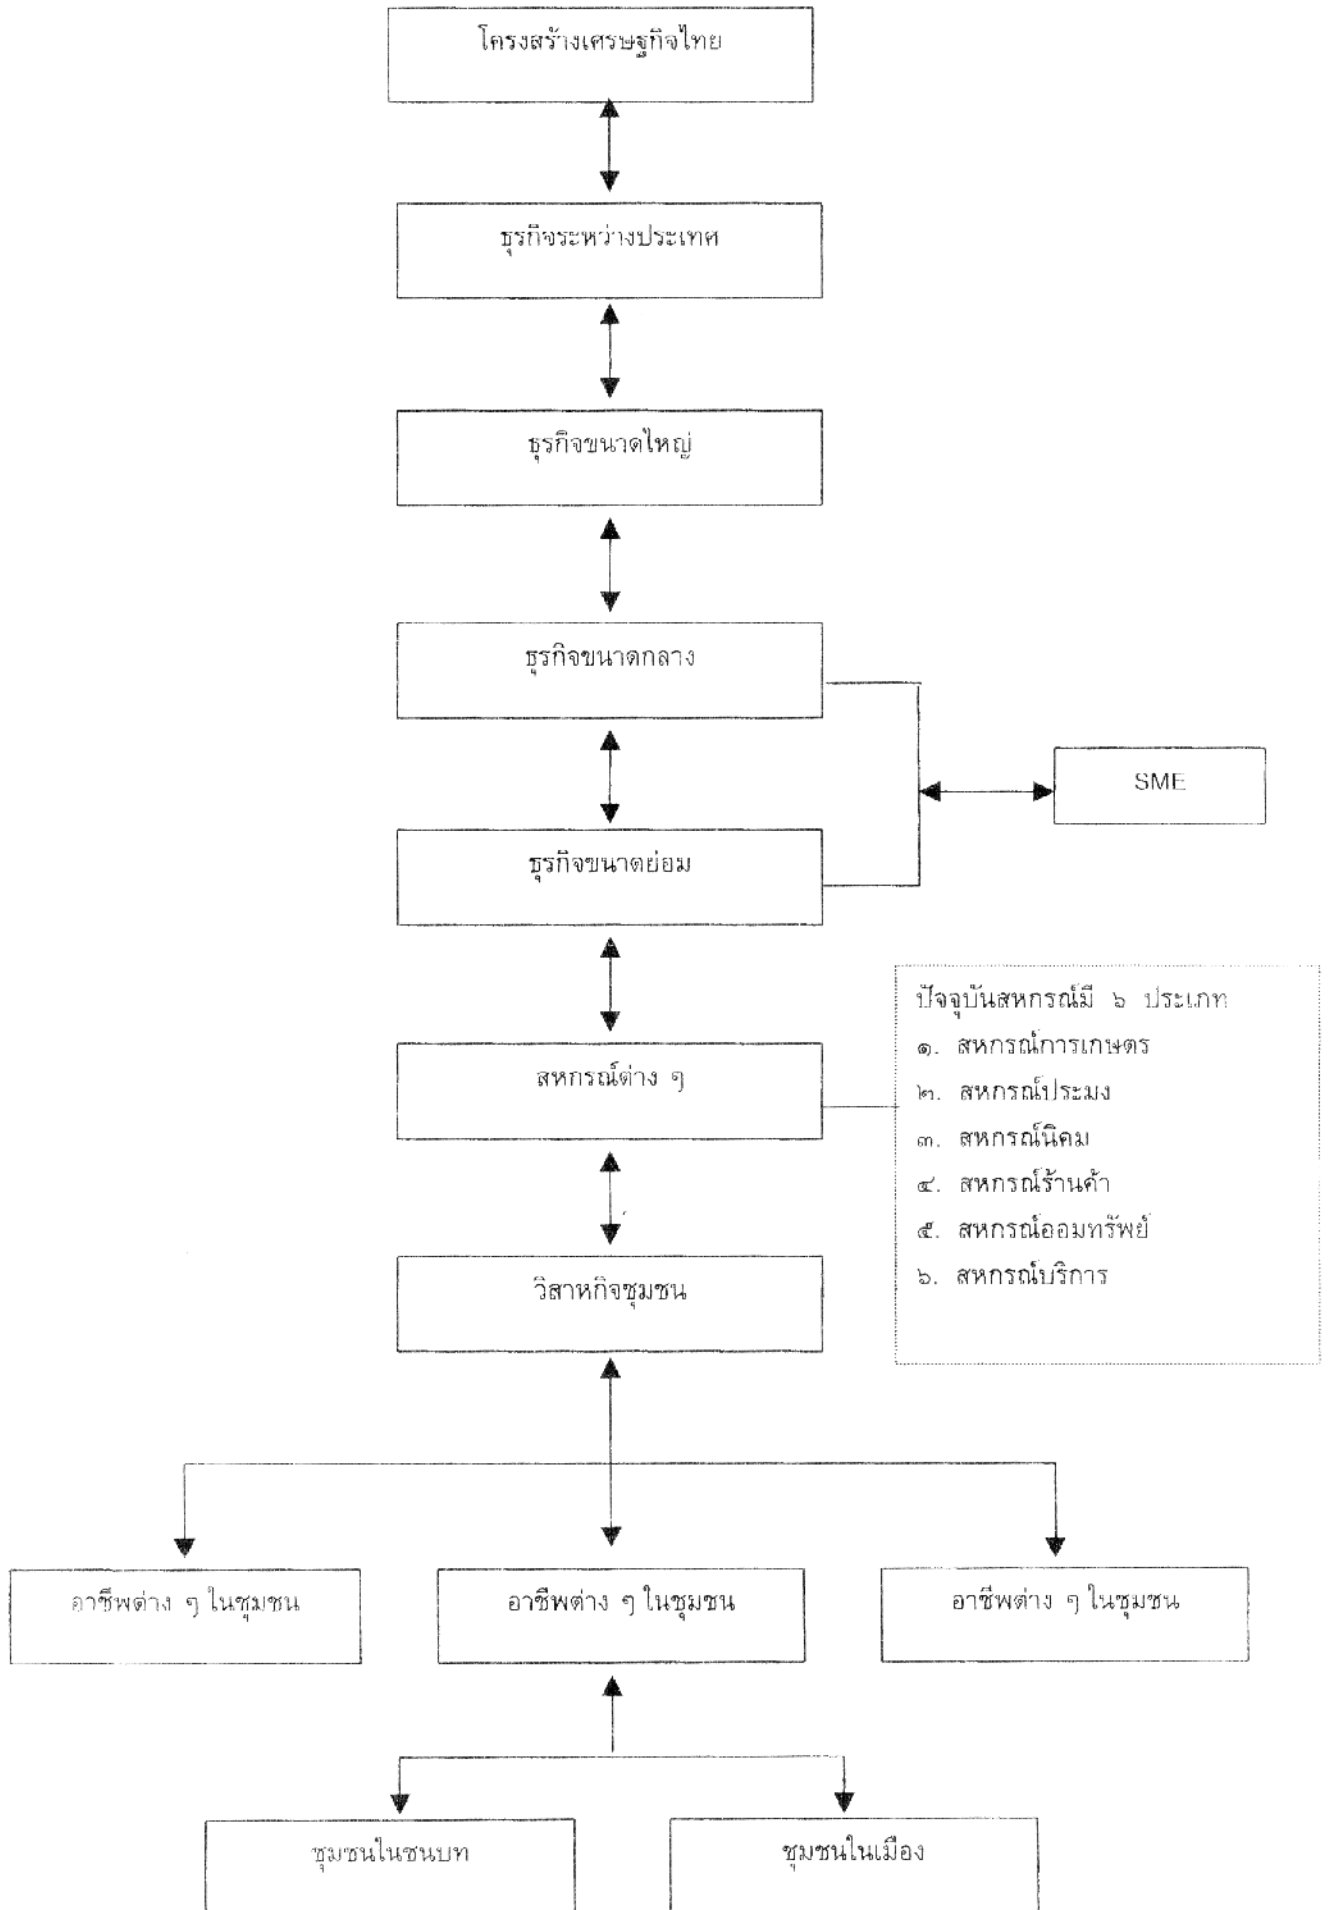 โครงสร้างเศรษฐกิจไทย
ธุรกิจระหว่างประเทศ
ธุรกิจขนาดใหญ่
ธุรกิจขนาดกลาง
SME
ธุรกิจขนาดย่อม
สหกรณ์ต่าง ๆ
ปัจจุบันสหกรณ์มี ๖ ประเภท
๑. สหกรณ์การเกษตร
๒. สหกรณ์ประมง
๓. สหกรณ์นิคม
๔. สหกรณ์ร้านค้า
๕. สหกรณ์ออมทรัพย์
๖. สหกรณ์บริการ
วิสาหกิจชุมชน
อาชีพต่าง ๆ ในชุมชน
อาชีพต่าง ๆ ในชุมชน
อาชีพต่าง ๆ ในชุมชน
ชุมชนในชนบท
ชุมชนในเมือง